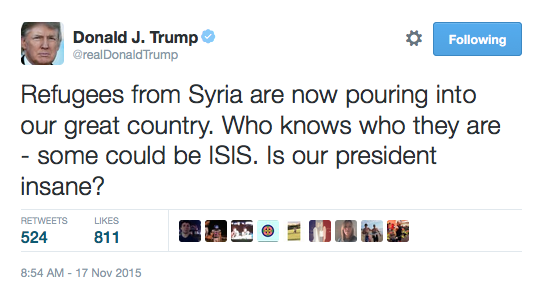 Donald J. Trump
@realDonaldTrump
Following
Refugees from Syria are now pouring into
our great country. Who knows who they are
- some could be ISIS. Is our president
insane?
RETWEETS LIKES
524 811
8:54 AM - 17 Nov 2015